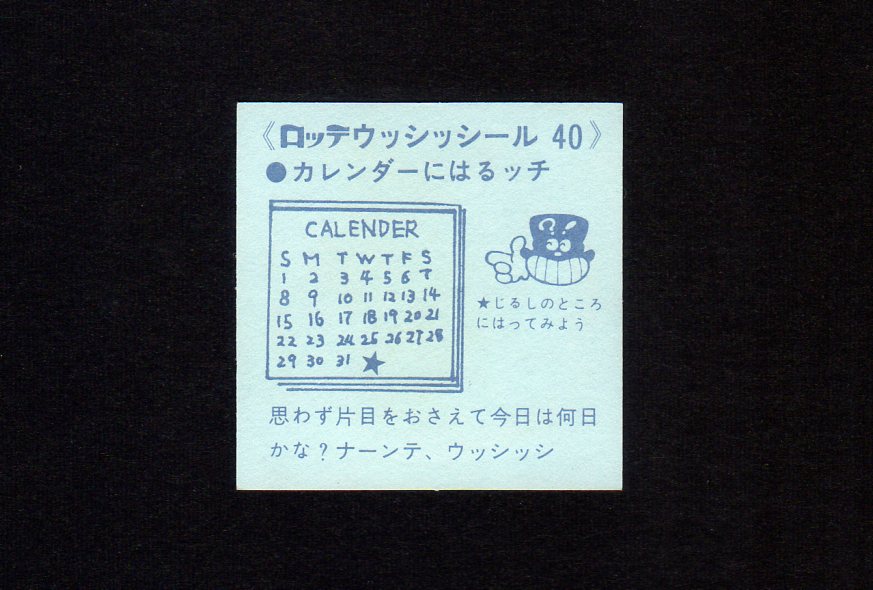 《ロッテウッシッシール 40》
●カレンダーにはるッチ
CALENDER
S M T W T F S
1 2 3 4 5 6 7
8 9 10 11 12 13 14
15 16 17 18 19 20 21
22 23 24 25 26 27 28
29 30 31 ★
?!
★じるしのところ
にはってみよう
思わず片目をおさえて今日は何日
かな?ナーンテ、ウッシッシ